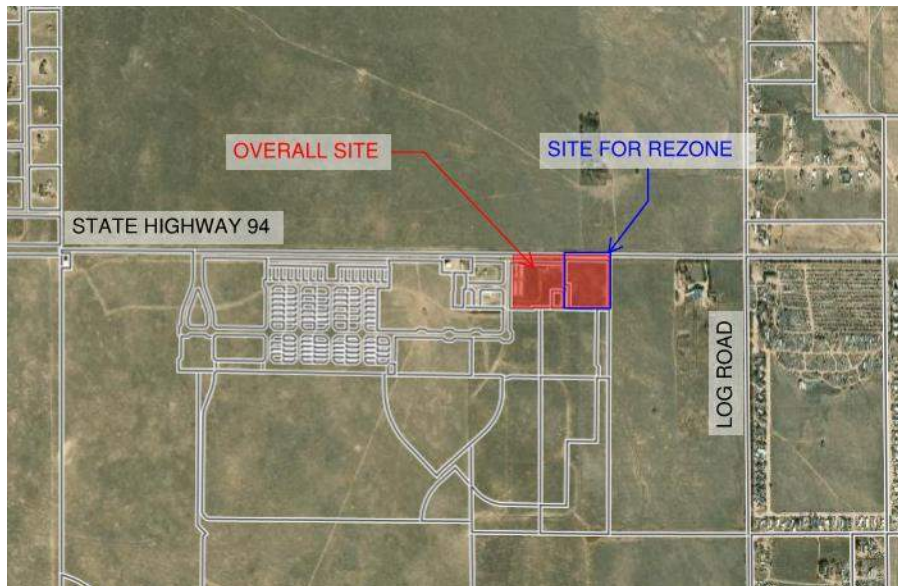 OVERALL SITE
SITE FOR REZONE
STATE HIGHWAY 94
LOG ROAD